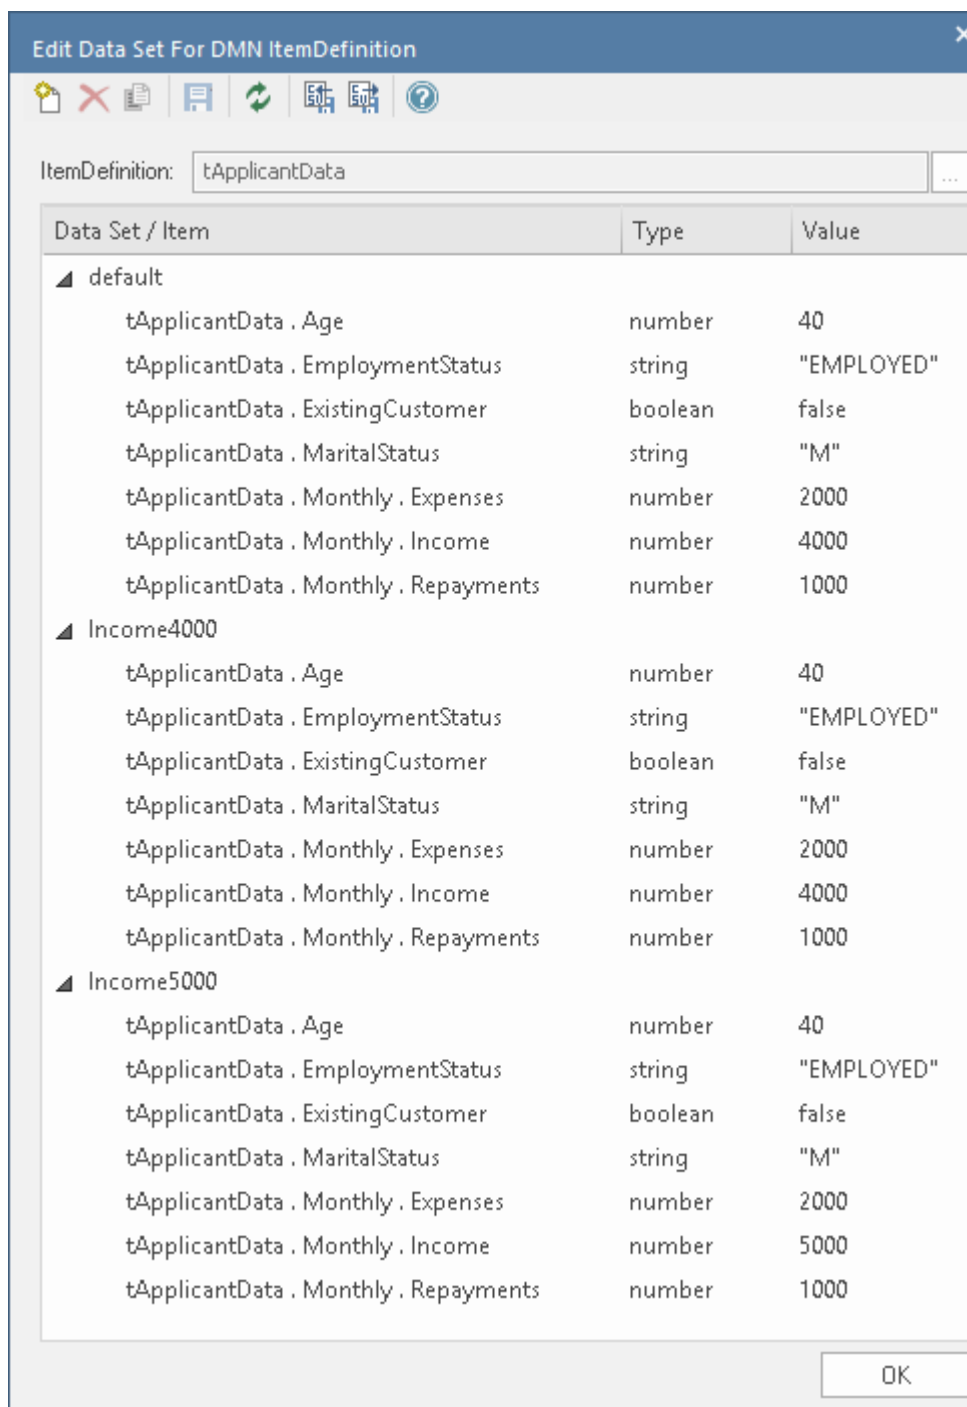 Edit Data Set For DMN ItemDefinition
ItemDefinition: tApplicantData ...
Data Set / Item Type Value
default
tApplicantData . Age number 40
tApplicantData . EmploymentStatus string "EMPLOYED"
tApplicantData . ExistingCustomer boolean false
tApplicantData . MaritalStatus string "M"
tApplicantData . Monthly . Expenses number 2000
tApplicantData . Monthly . Income number 4000
tApplicantData . Monthly . Repayments number 1000
Income4000
tApplicantData . Age number 40
tApplicantData . EmploymentStatus string "EMPLOYED"
tApplicantData . ExistingCustomer boolean false
tApplicantData . MaritalStatus string "M"
tApplicantData . Monthly . Expenses number 2000
tApplicantData . Monthly . Income number 4000
tApplicantData . Monthly . Repayments number 1000
Income5000
tApplicantData . Age number 40
tApplicantData . EmploymentStatus string "EMPLOYED"
tApplicantData . ExistingCustomer boolean false
tApplicantData . MaritalStatus string "M"
tApplicantData . Monthly . Expenses number 2000
tApplicantData . Monthly . Income number 5000
tApplicantData . Monthly . Repayments number 1000
OK